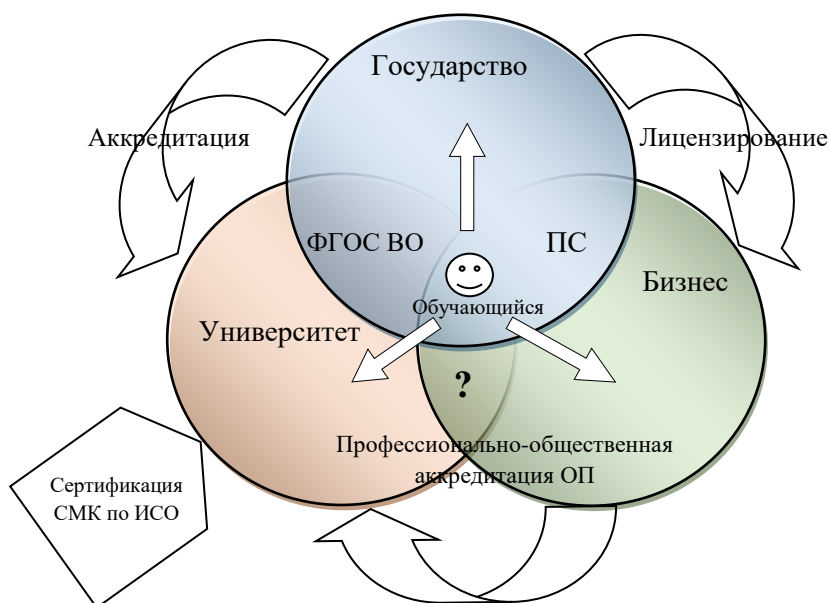 Государство
Аккредитация
Лицензирование
ФГОС ВО
ПС
Бизнес
Обучающийся
Университет
?
Профессионально-общественная
аккредитация ОП
Сертификация
СМК по ИСО